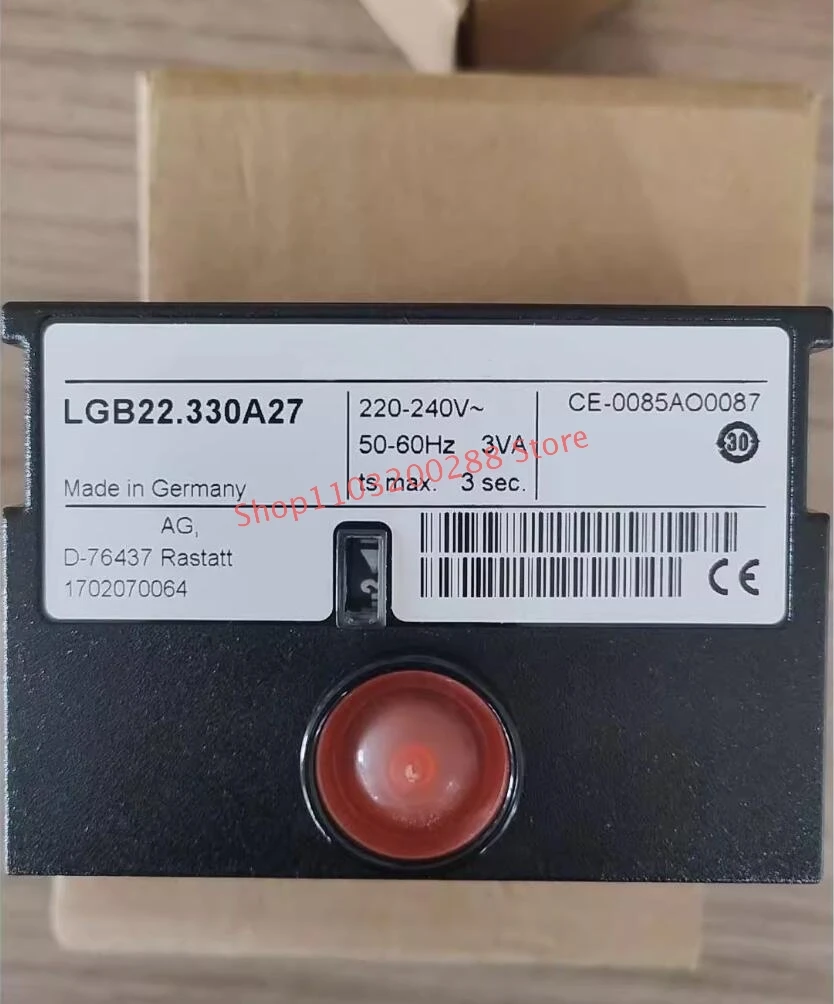 LGB22.330A27
220-240V~
50-60Hz 3VA
ts max. 3 sec.
CE-0085AO0087
30
Made in Germany
AG,
D-76437 Rastatt
1702070064
CE
Shop1103200288 Store